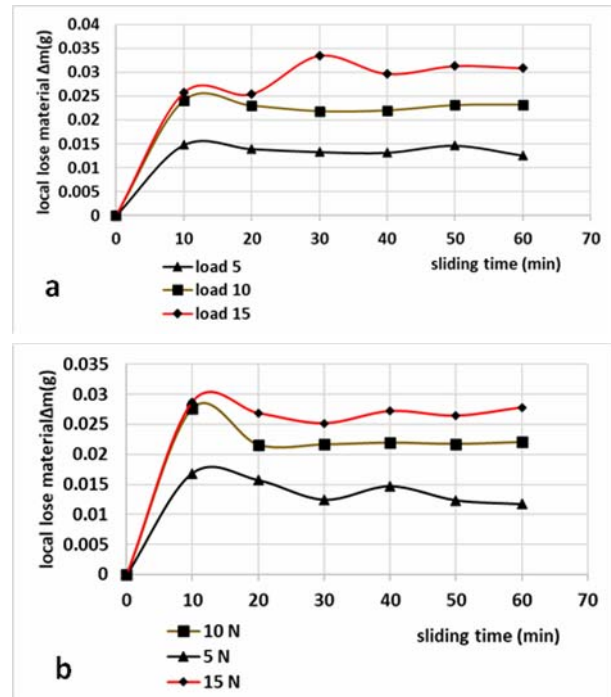 local lose material Δm(g)
0.04
0.035
0.03
0.025
0.02
0.015
0.01
0.005
0
0 10 20 30 40 50 60 70
sliding time (min)
load 5
load 10
load 15
a
local lose materialΔm(g)
0.035
0.03
0.025
0.02
0.015
0.01
0.005
0
0 10 20 30 40 50 60 70
sliding time (min)
10 N
5 N
15 N
b